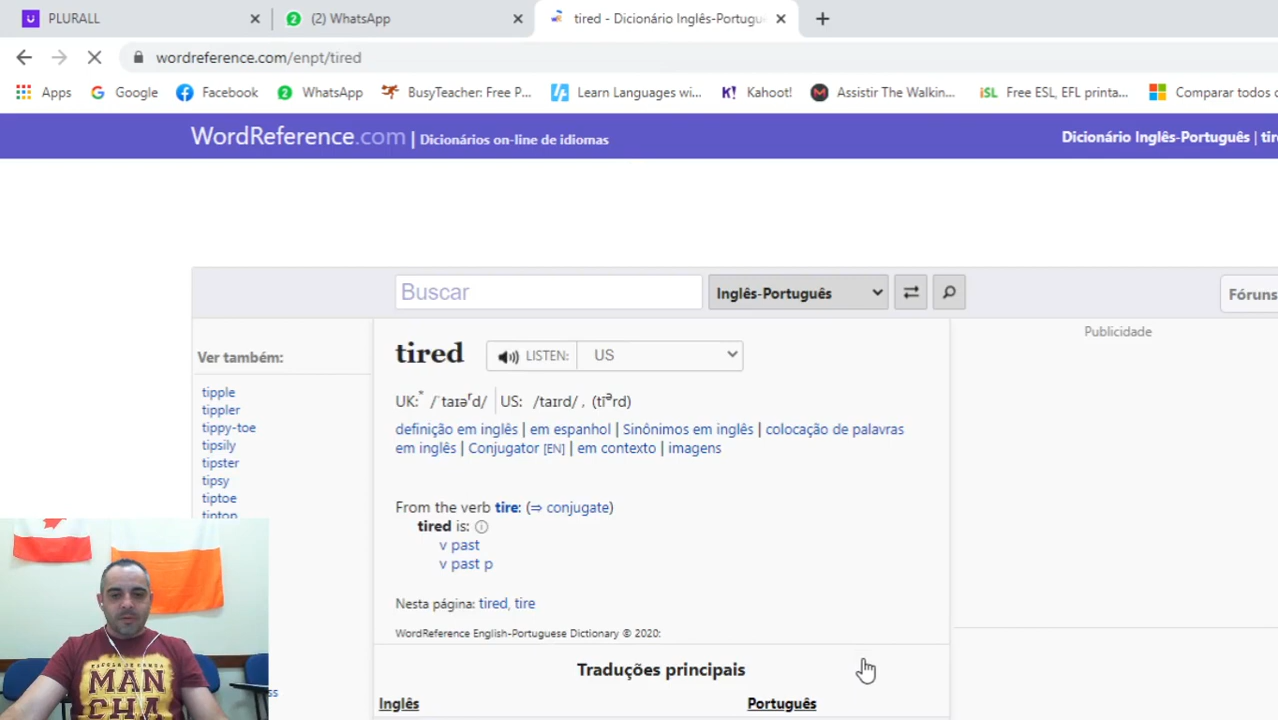 PLURALL
(2) WhatsApp
tired - Dicionário Inglês-Portugu
wordreference.com/enpt/tired
Apps
Google
Facebook
WhatsApp
BusyTeacher: Free P...
Learn Languages wi...
Kahoot!
Assistir The Walkin...
iSL Free ESL, EFL printa...
Comparar todos o
WordReference.com | Dicionários on-line de idiomas
Dicionário Inglês-Português | tir
Buscar
Inglês-Português
Fóruns
Publicidade
Ver também:
tipple
tippler
tippy-toe
tipsily
tipster
tipsy
tiptoe
tiptop
tired
LISTEN:
US
UK:* /ˈtaɪəʳd/ US: /taɪrd/ , (tīᵊrd)
definição em inglês | em espanhol | Sinônimos em inglês | colocação de palavras
em inglês | Conjugator [EN] | em contexto | imagens
From the verb tire: (⇒ conjugate)
tired is:
v past
v past p
Nesta página: tired, tire
WordReference English-Portuguese Dictionary © 2020:
Traduções principais
Inglês
Português
MAN
CHA